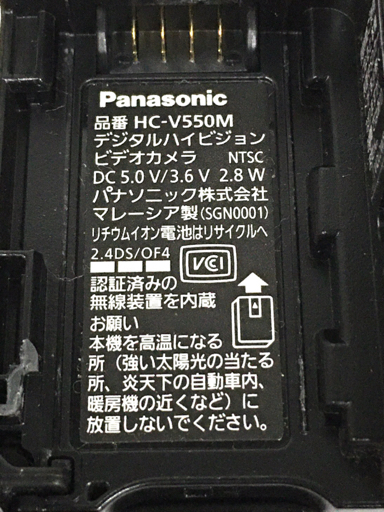 Panasonic
品番 HC-V550M
デジタルハイビジョン
ビデオカメラ NTSC
DC 5.0 V/3.6 V 2.8 W
パナソニック株式会社
マレーシア製(SGN0001)
リチウムイオン電池はリサイクルへ
2.4DS/OF4
VCI
認証済みの
無線装置を内蔵
お願い
本機を高温になる
所（強い太陽光の当たる
所、炎天下の自動車内、
暖房機の近くなど）に
放置しないでください。